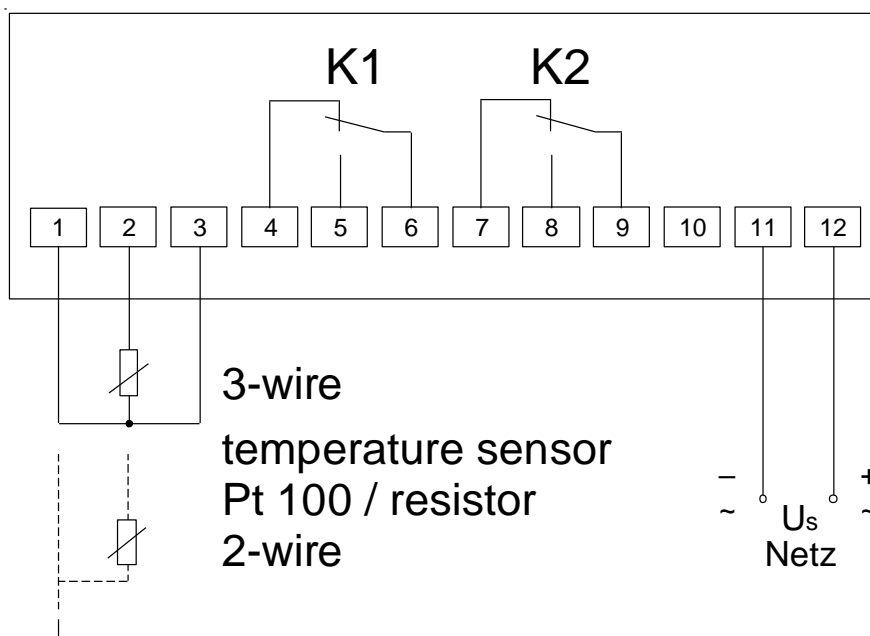 K1 K2
1 2 3 4 5 6 7 8 9 10 11 12
3-wire
temperature sensor
Pt 100 / resistor
2-wire
– +
~ Us ~
Netz